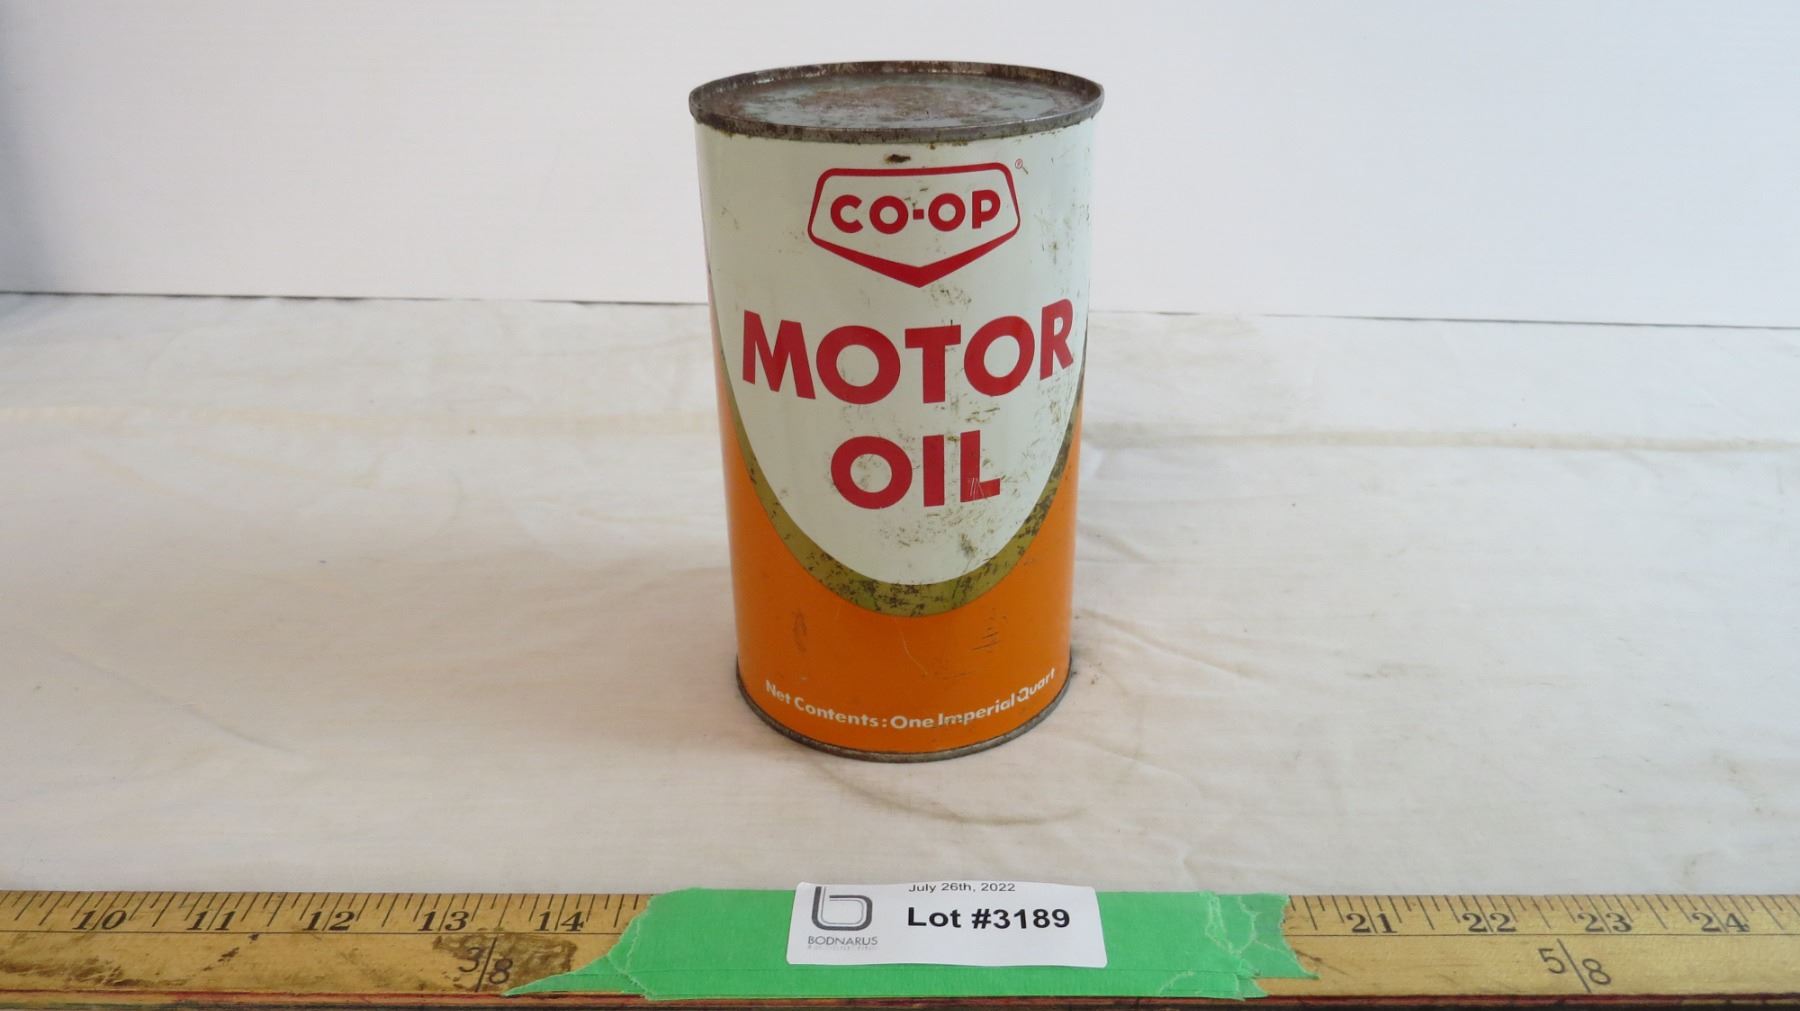 ®
CO-OP
MOTOR
OIL
Net Contents: One Imperial Quart
July 26th, 2022
Lot #3189
BODNARUS
10 11 12 13 14 21 22 23 24
3/8 5/8